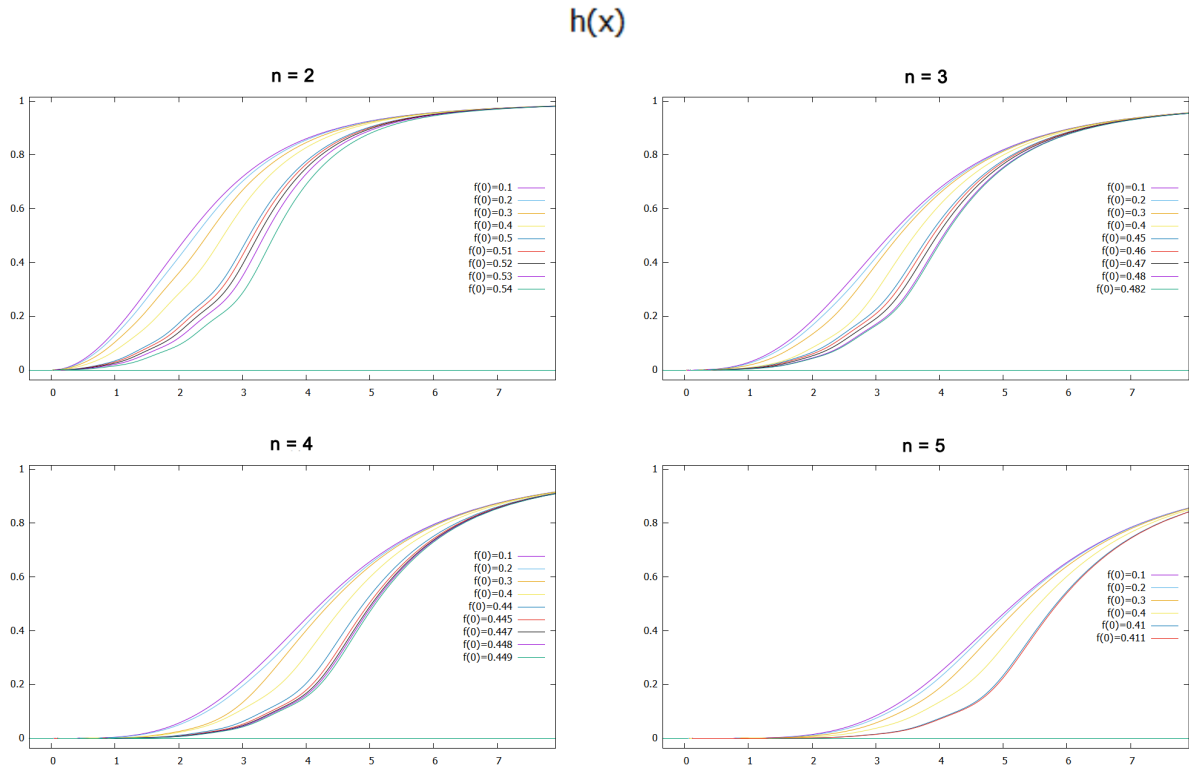 h(x)
n = 2
1
0.8
0.6
0.4
0.2
0
f(0)=0.1
f(0)=0.2
f(0)=0.3
f(0)=0.4
f(0)=0.5
f(0)=0.51
f(0)=0.52
f(0)=0.53
f(0)=0.54
0 1 2 3 4 5 6 7
n = 3
1
0.8
0.6
0.4
0.2
0
f(0)=0.1
f(0)=0.2
f(0)=0.3
f(0)=0.4
f(0)=0.45
f(0)=0.46
f(0)=0.47
f(0)=0.48
f(0)=0.482
0 1 2 3 4 5 6 7
n = 4
1
0.8
0.6
0.4
0.2
0
f(0)=0.1
f(0)=0.2
f(0)=0.3
f(0)=0.4
f(0)=0.44
f(0)=0.445
f(0)=0.447
f(0)=0.448
f(0)=0.449
0 1 2 3 4 5 6 7
n = 5
1
0.8
0.6
0.4
0.2
0
f(0)=0.1
f(0)=0.2
f(0)=0.3
f(0)=0.4
f(0)=0.41
f(0)=0.411
0 1 2 3 4 5 6 7